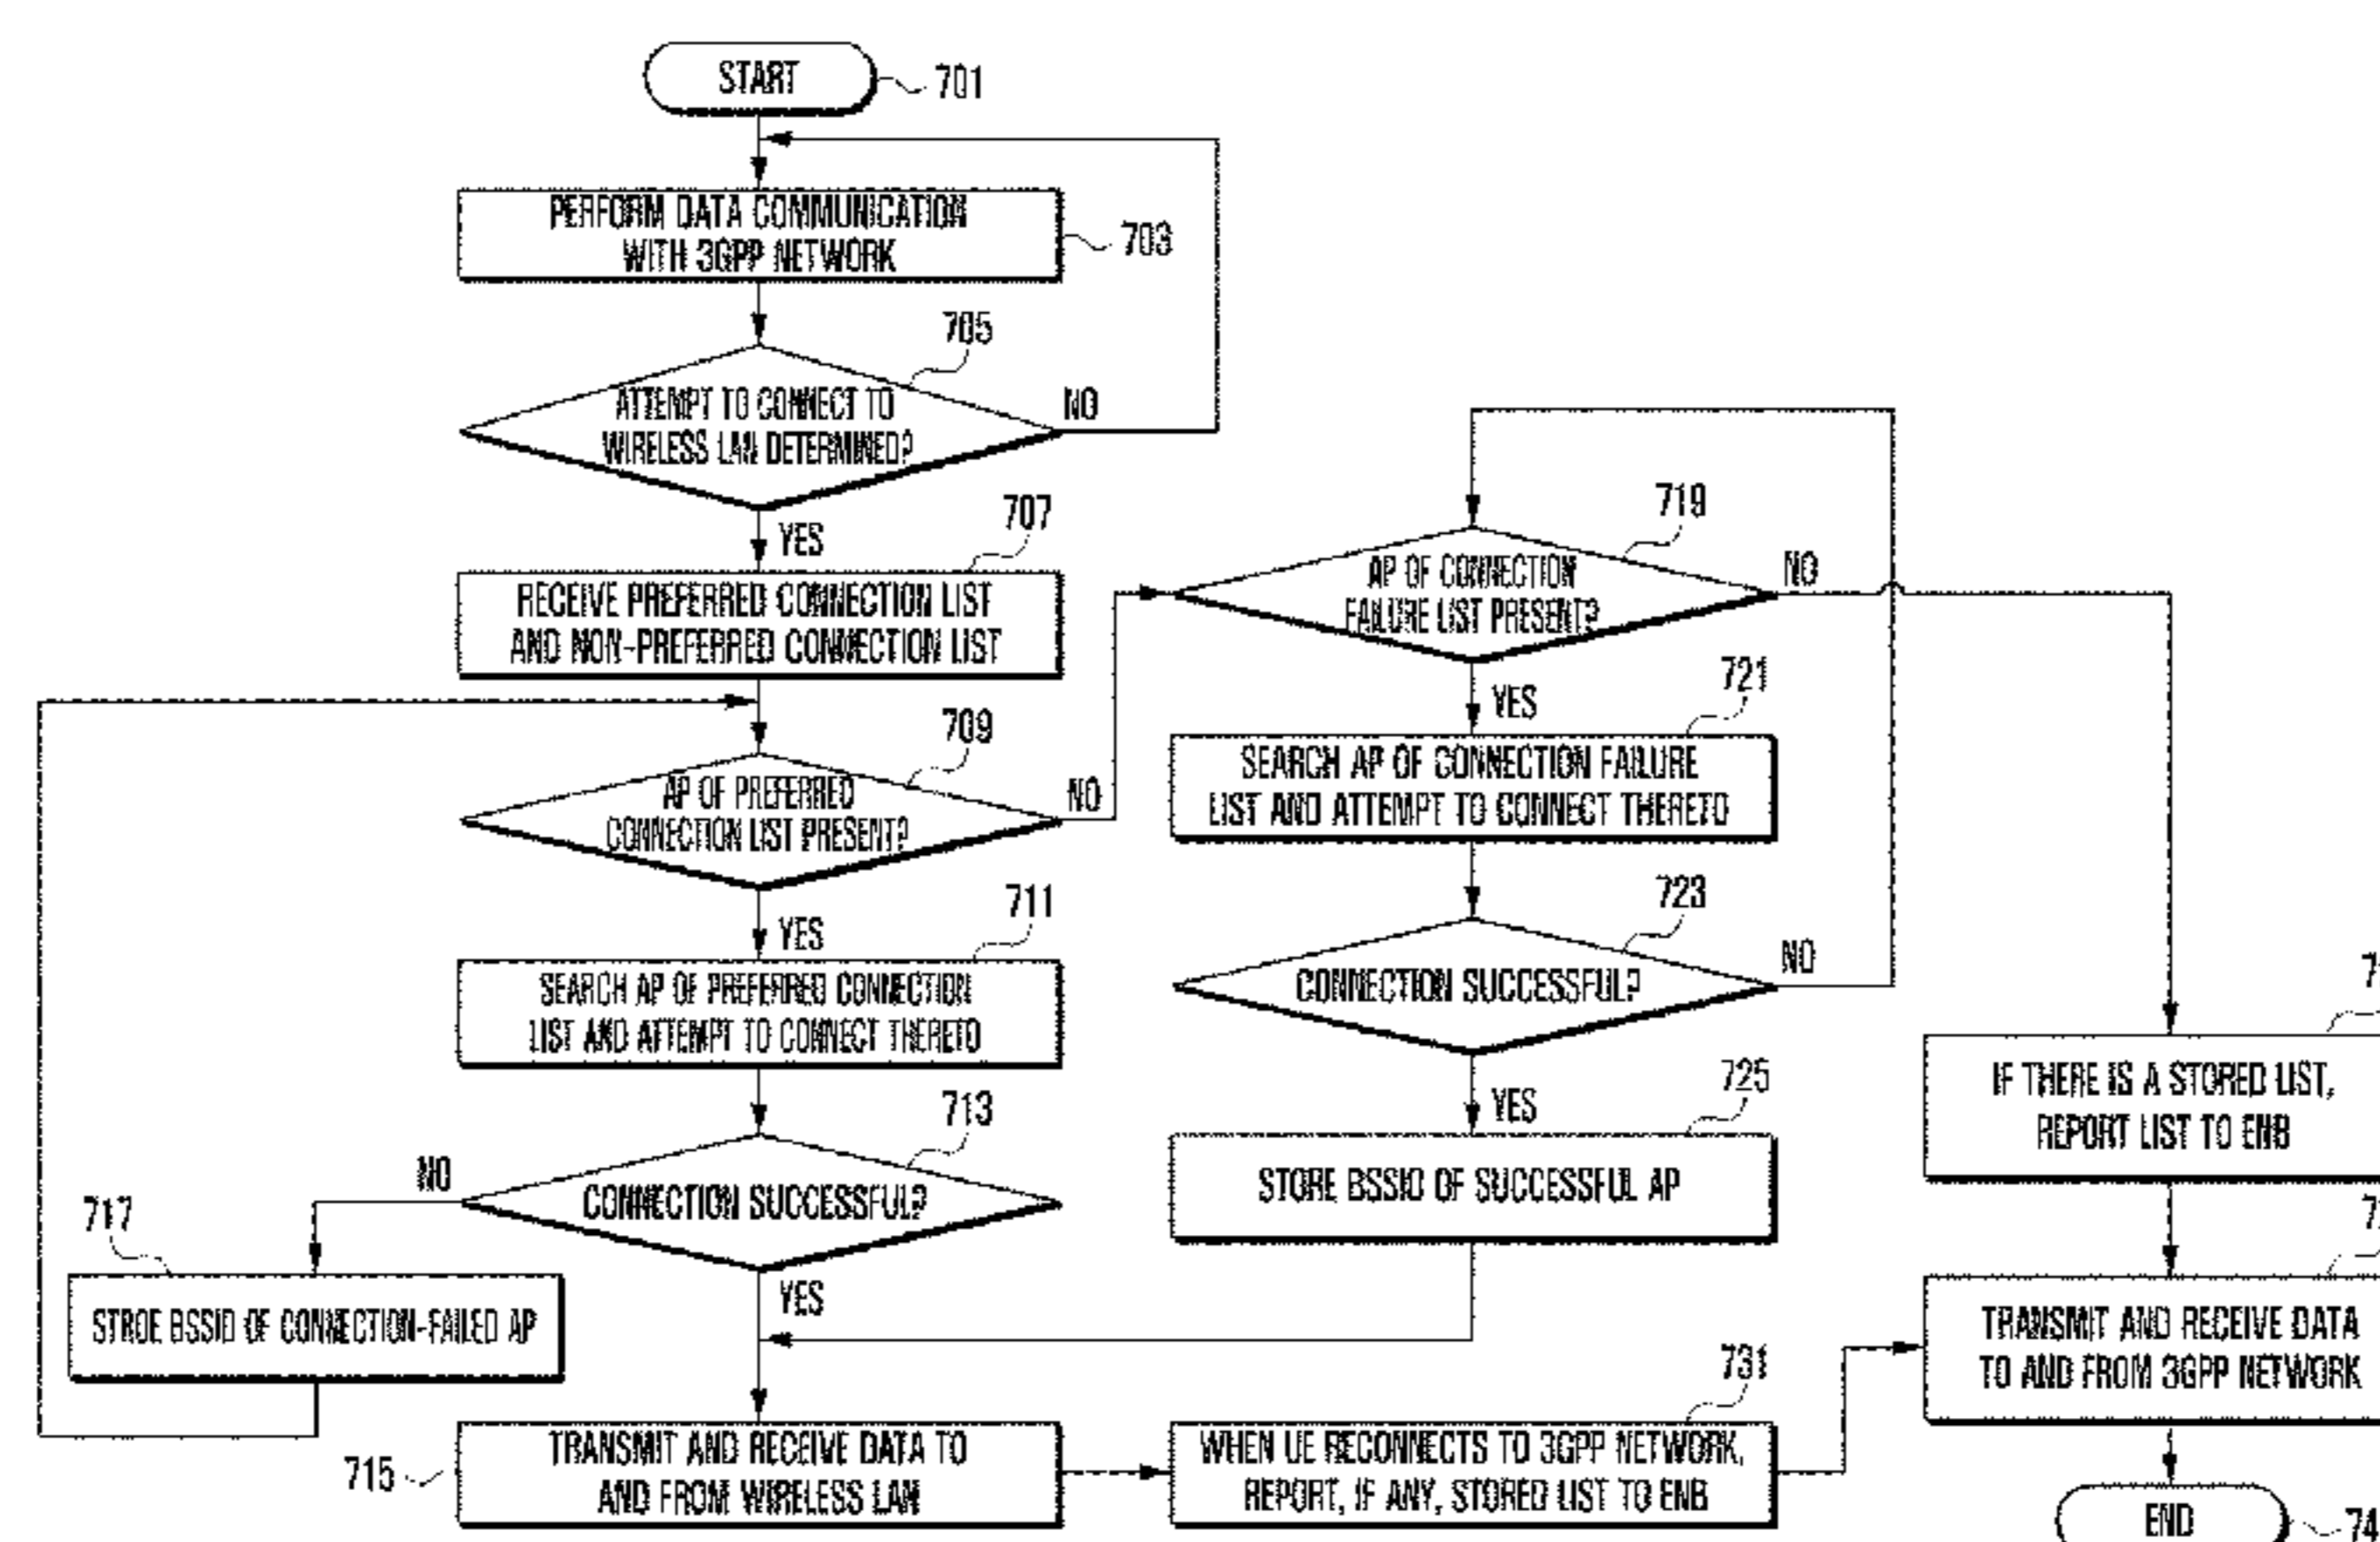 START
701
PERFORM DATA COMMUNICATION
WITH 3GPP NETWORK
703
705
ATTEMPT TO CONNECT TO
WIRELESS LAN DETERMINED?
NO
YES
707
RECEIVE PREFERRED CONNECTION LIST
AND NON-PREFERRED CONNECTION LIST
709
AP OF PREFERRED
CONNECTION LIST PRESENT?
NO
YES
711
SEARCH AP OF PREFERRED CONNECTION
LIST AND ATTEMPT TO CONNECT THERETO
713
CONNECTION SUCCESSFUL?
NO
YES
717
STROE BSSID OF CONNECTION-FAILED AP
715
TRANSMIT AND RECEIVE DATA TO
AND FROM WIRELESS LAN
719
AP OF CONNECTION
FAILURE LIST PRESENT?
NO
YES
721
SEARCH AP OF CONNECTION FAILURE
LIST AND ATTEMPT TO CONNECT THERETO
723
CONNECTION SUCCESSFUL?
NO
YES
725
STORE BSSID OF SUCCESSFUL AP
731
WHEN UE RECONNECTS TO 3GPP NETWORK,
REPORT, IF ANY, STORED LIST TO ENB
IF THERE IS A STORED LIST,
REPORT LIST TO ENB
TRANSMIT AND RECEIVE DATA
TO AND FROM 3GPP NETWORK
END